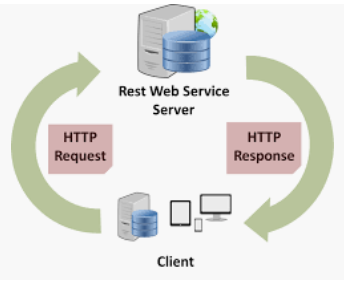 Rest Web Service
Server
HTTP
Request
HTTP
Response
Client